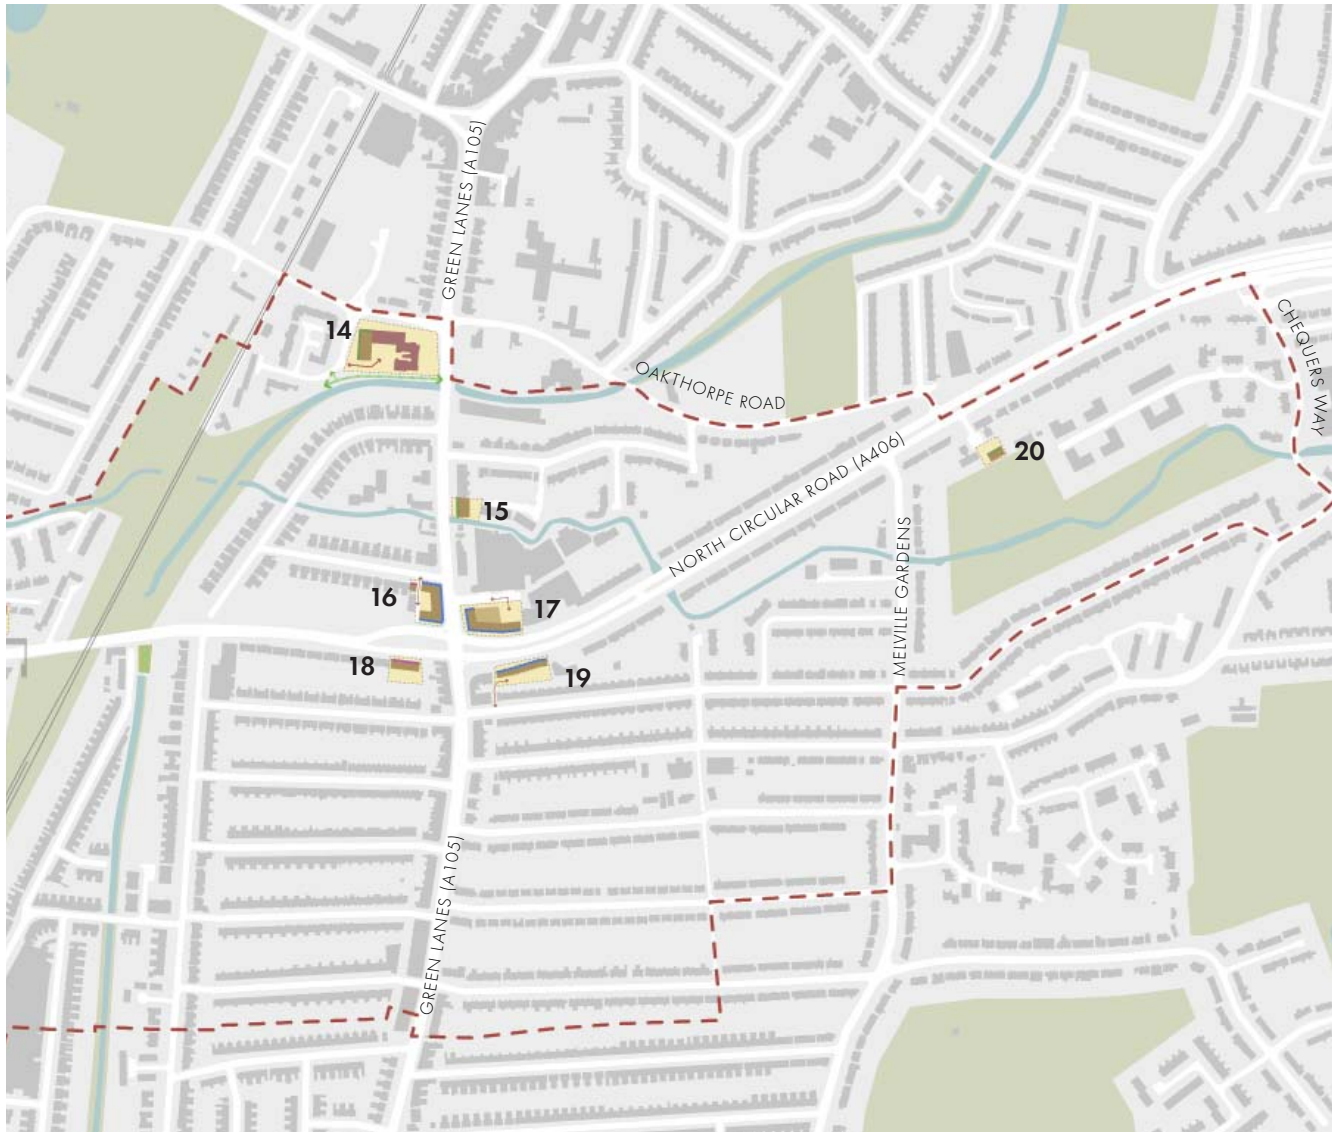 GREEN LANES (A105)
CHEQUERS WAY
14
OAKTHORPE ROAD
20
NORTH CIRCULAR ROAD (A406)
15
MELVILLE GARDENS
16
17
18
19
GREEN LANES (A105)